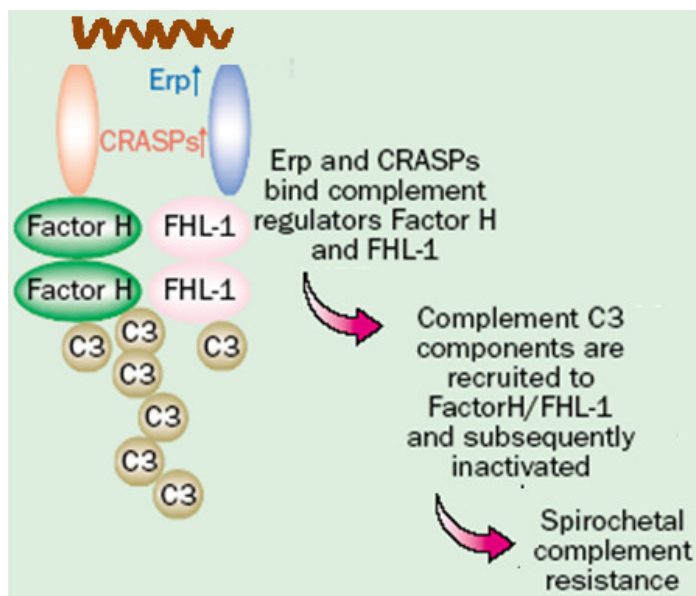 Erp↑
CRASPs↑
Erp and CRASPs
bind complement
regulators Factor H
and FHL-1
Factor H
FHL-1
Factor H
FHL-1
C3
C3
C3
C3
C3
C3
C3
Complement C3
components are
recruited to
FactorH/FHL-1
and subsequently
inactivated
Spirochetal
complement
resistance